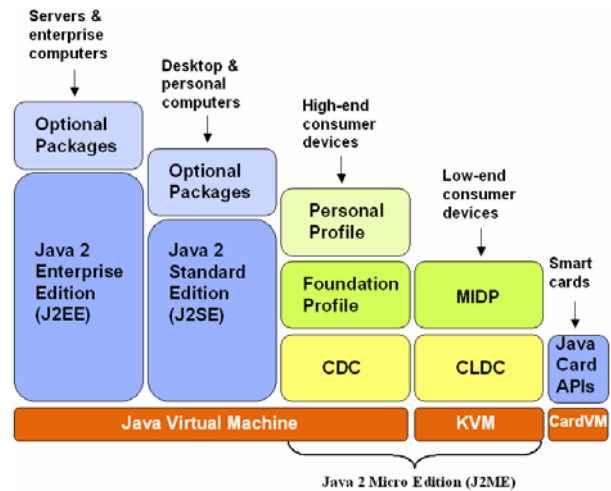 Servers &
enterprise
computers
Desktop &
personal
computers
High-end
consumer
devices
Low-end
consumer
devices
Smart
cards
Optional
Packages
Java 2
Enterprise
Edition
(J2EE)
Optional
Packages
Java 2
Standard
Edition
(J2SE)
Personal
Profile
Foundation
Profile
CDC
MIDP
CLDC
Java
Card
APIs
Java Virtual Machine
KVM
CardVM
Java 2 Micro Edition (J2ME)